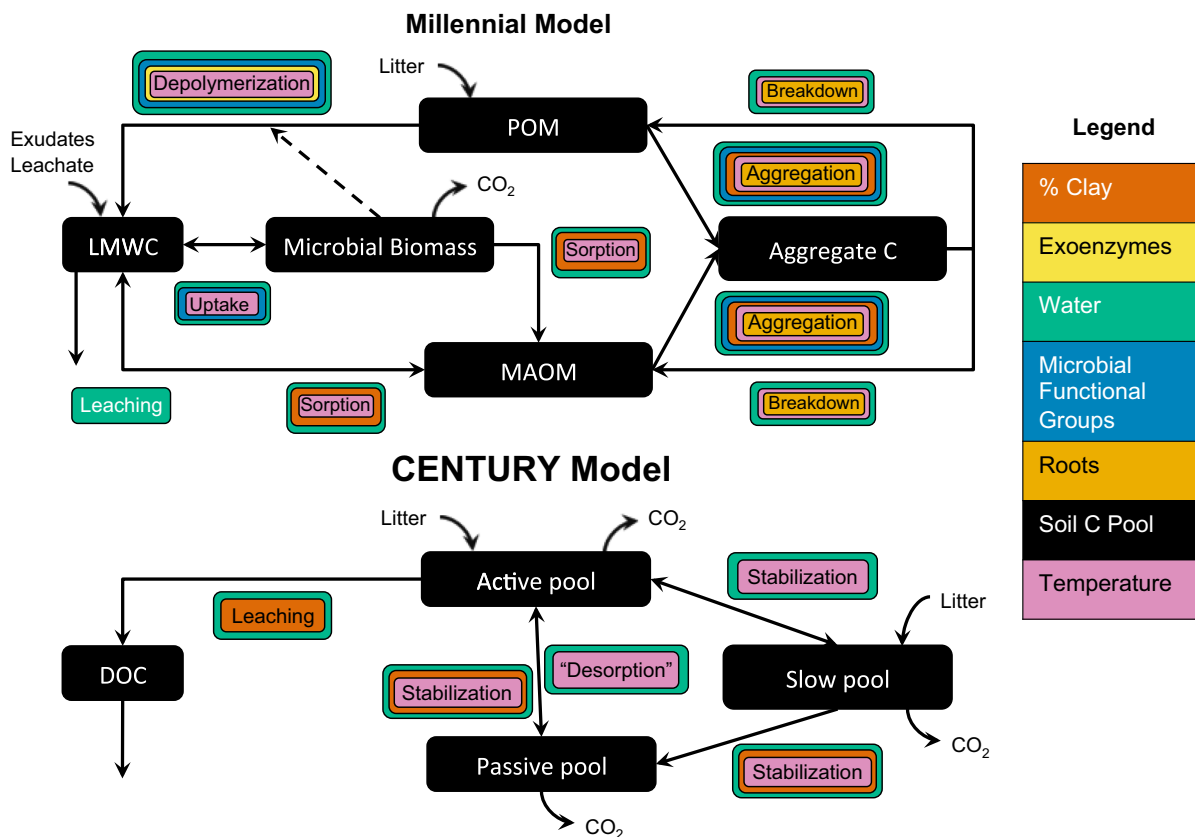 Millennial Model
Litter
Depolymerization
Breakdown
POM
Legend
Exudates
Leachate
Aggregation
% Clay
CO2
LMWC
Microbial Biomass
Sorption
Aggregate C
Exoenzymes
Water
Uptake
Aggregation
Microbial
Functional
Groups
MAOM
Leaching
Sorption
Breakdown
Roots
CENTURY Model
Soil C Pool
Litter
CO2
Active pool
Stabilization
Temperature
Leaching
Litter
DOC
"Desorption"
Stabilization
Slow pool
Passive pool
Stabilization
CO2
CO2